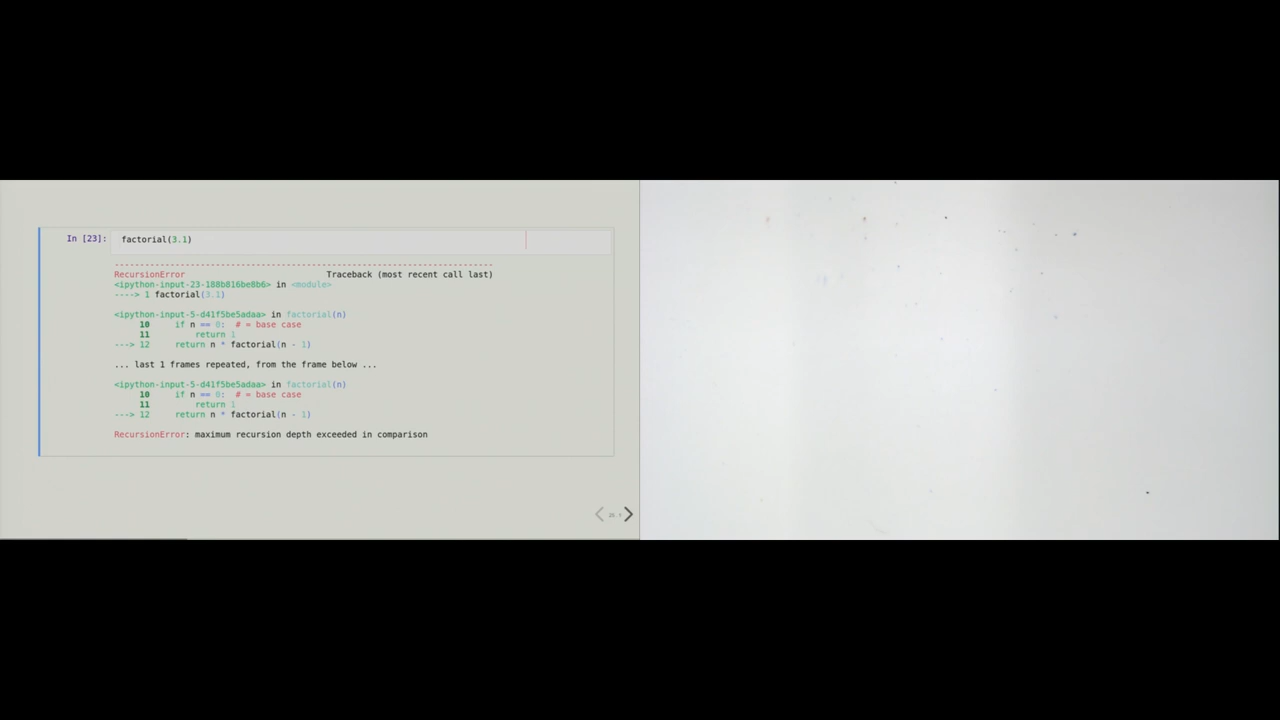 In [23]: factorial(3.1)
---------------------------------------------------------------------------
RecursionError                            Traceback (most recent call last)
<ipython-input-23-188b816be8b6> in <module>
----> 1 factorial(3.1)
<ipython-input-5-d41f5be5adaa> in factorial(n)
     10     if n == 0:  # = base case
     11         return 1
---> 12     return n * factorial(n - 1)
... last 1 frames repeated, from the frame below ...
<ipython-input-5-d41f5be5adaa> in factorial(n)
     10     if n == 0:  # = base case
     11         return 1
---> 12     return n * factorial(n - 1)
RecursionError: maximum recursion depth exceeded in comparison